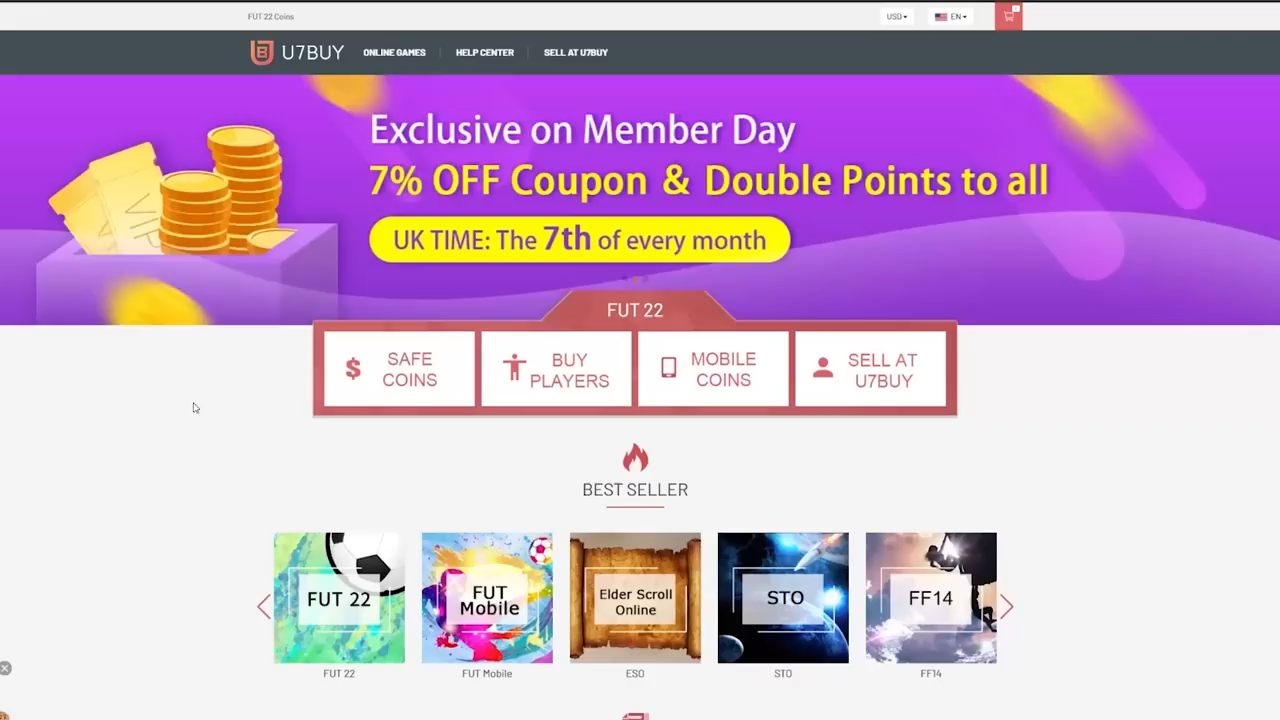 FUT 22 Coins
USD
EN
1
U7BUY
ONLINE GAMES
HELP CENTER
SELL AT U7BUY
Exclusive on Member Day
7% OFF Coupon & Double Points to all
UK TIME: The 7th of every month
VIP
FUT 22
SAFE
COINS
BUY
PLAYERS
MOBILE
COINS
SELL AT
U7BUY
BEST SELLER
FUT 22
FUT
Mobile
Elder Scroll
Online
STO
FF14
FUT 22
FUT Mobile
ESO
STO
FF14